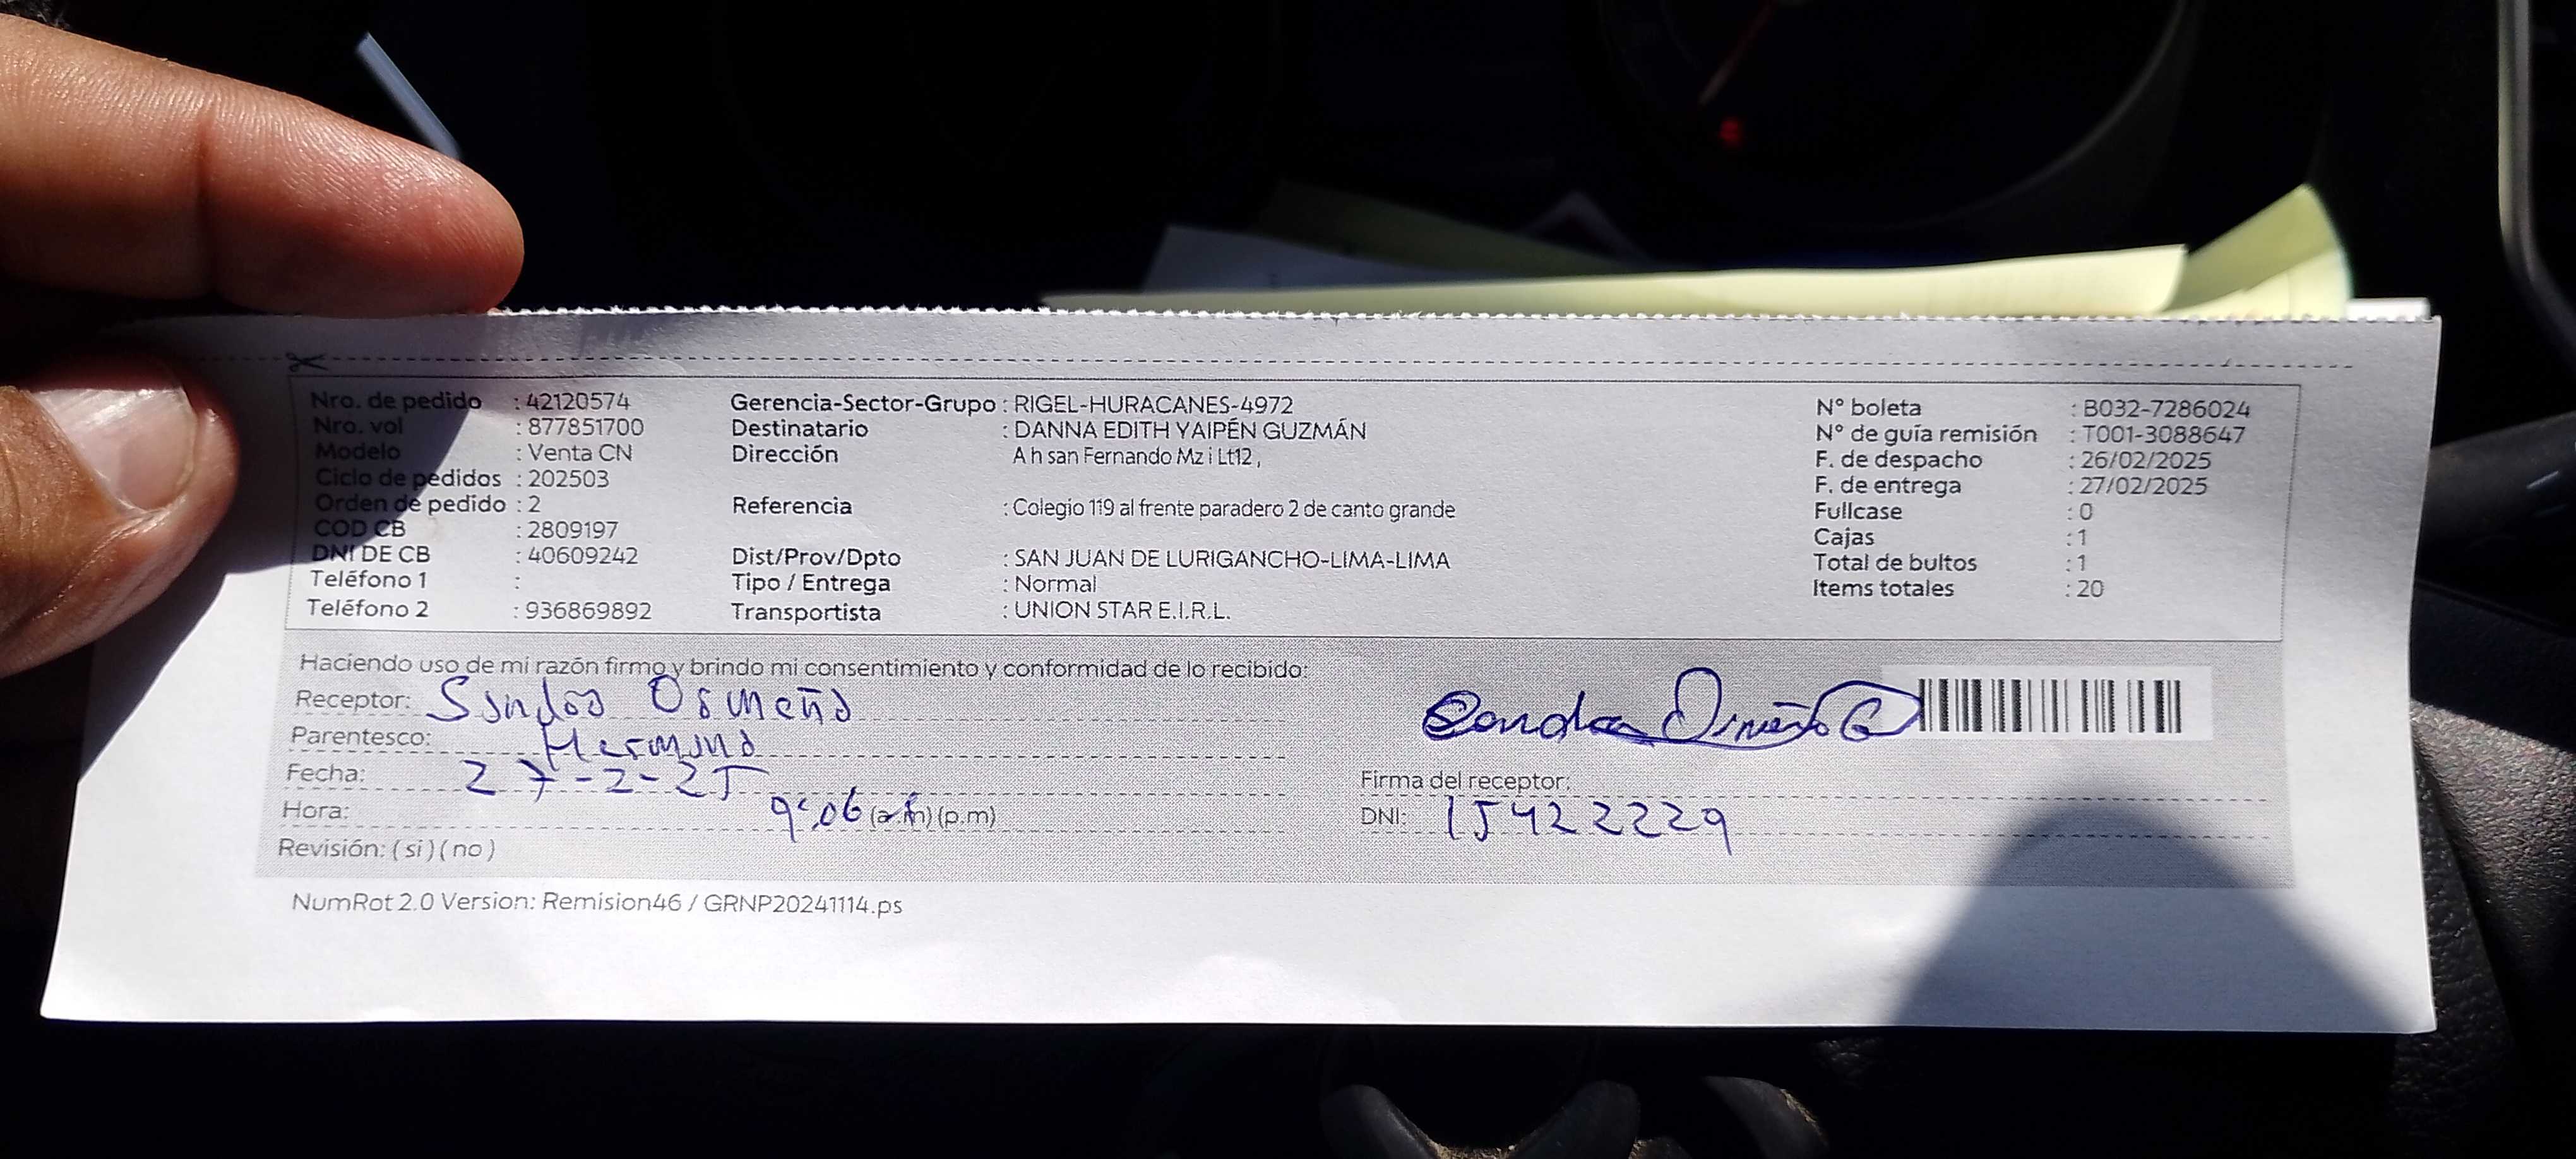 Nro. de pedido : 42120574
Nro. vol : 877851700
Modelo : Venta CN
Ciclo de pedidos : 202503
Orden de pedido : 2
COD CB : 2809197
DNI DE CB : 40609242
Teléfono 1 :
Teléfono 2 : 936869892
Gerencia-Sector-Grupo : RIGEL-HURACANES-4972
Destinatario : DANNA EDITH YAIPÉN GUZMÁN
Dirección A h san Fernando Mz i Lt12 ,
Referencia : Colegio 119 al frente paradero 2 de canto grande
Dist/Prov/Dpto : SAN JUAN DE LURIGANCHO-LIMA-LIMA
Tipo / Entrega : Normal
Transportista : UNION STAR E.I.R.L.
N° boleta : B032-7286024
N° de guía remisión : T001-3088647
F. de despacho : 26/02/2025
F. de entrega : 27/02/2025
Fullcase : 0
Cajas : 1
Total de bultos : 1
Items totales : 20
Haciendo uso de mi razón firmo y brindo mi consentimiento y conformidad de lo recibido:
Receptor: Sandra Osmeña
Parentesco: Hermana
Fecha: 27-2-25
Hora: 9:06 (a.m) (p.m)
Revisión: ( si ) ( no )
Firma del receptor:
DNI: 15422229
NumRot 2.0 Version: Remision46 / GRNP20241114.ps